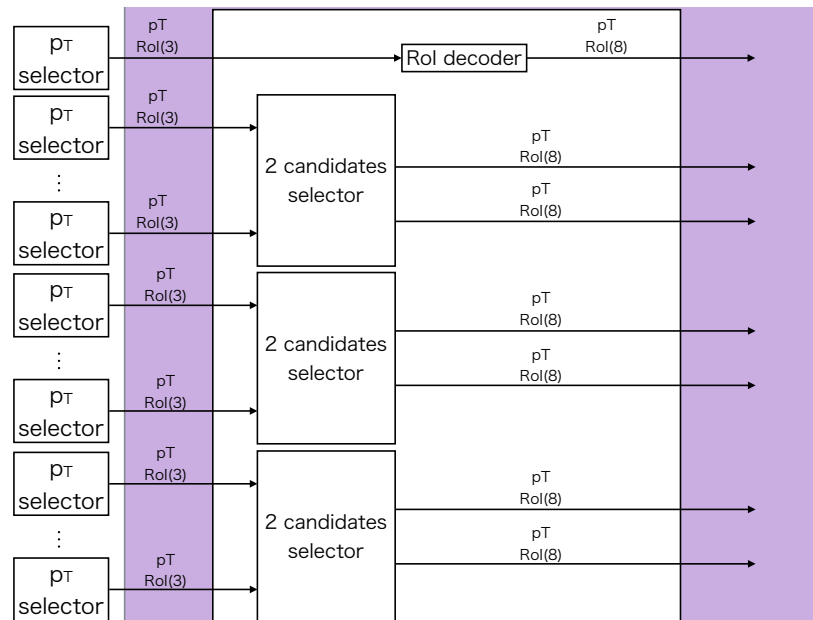 pT
selector
pT
RoI(3)
RoI decoder
pT
RoI(8)
pT
selector
pT
RoI(3)
⋮
pT
selector
pT
RoI(3)
2 candidates
selector
pT
RoI(8)
pT
RoI(8)
pT
selector
pT
RoI(3)
⋮
pT
selector
pT
RoI(3)
2 candidates
selector
pT
RoI(8)
pT
RoI(8)
pT
selector
pT
RoI(3)
⋮
pT
selector
pT
RoI(3)
2 candidates
selector
pT
RoI(8)
pT
RoI(8)